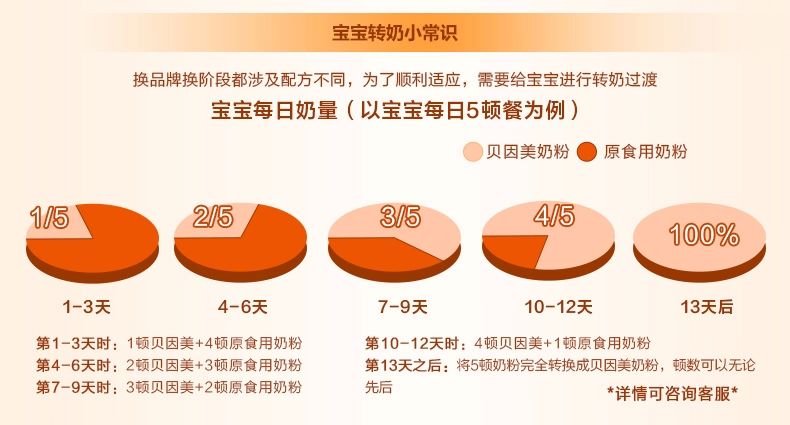 宝宝转奶小常识
换品牌换阶段都涉及配方不同，为了顺利适应，需要给宝宝进行转奶过渡
宝宝每日奶量（以宝宝每日5顿餐为例）
贝因美奶粉 原食用奶粉
1/5 2/5 3/5 4/5 100%
1-3天 4-6天 7-9天 10-12天 13天后
第1-3天时：1顿贝因美+4顿原食用奶粉
第4-6天时：2顿贝因美+3顿原食用奶粉
第7-9天时：3顿贝因美+2顿原食用奶粉
第10-12天时：4顿贝因美+1顿原食用奶粉
第13天之后：将5顿奶粉完全转换成贝因美奶粉，顿数可以无论
先后
*详情可咨询客服*